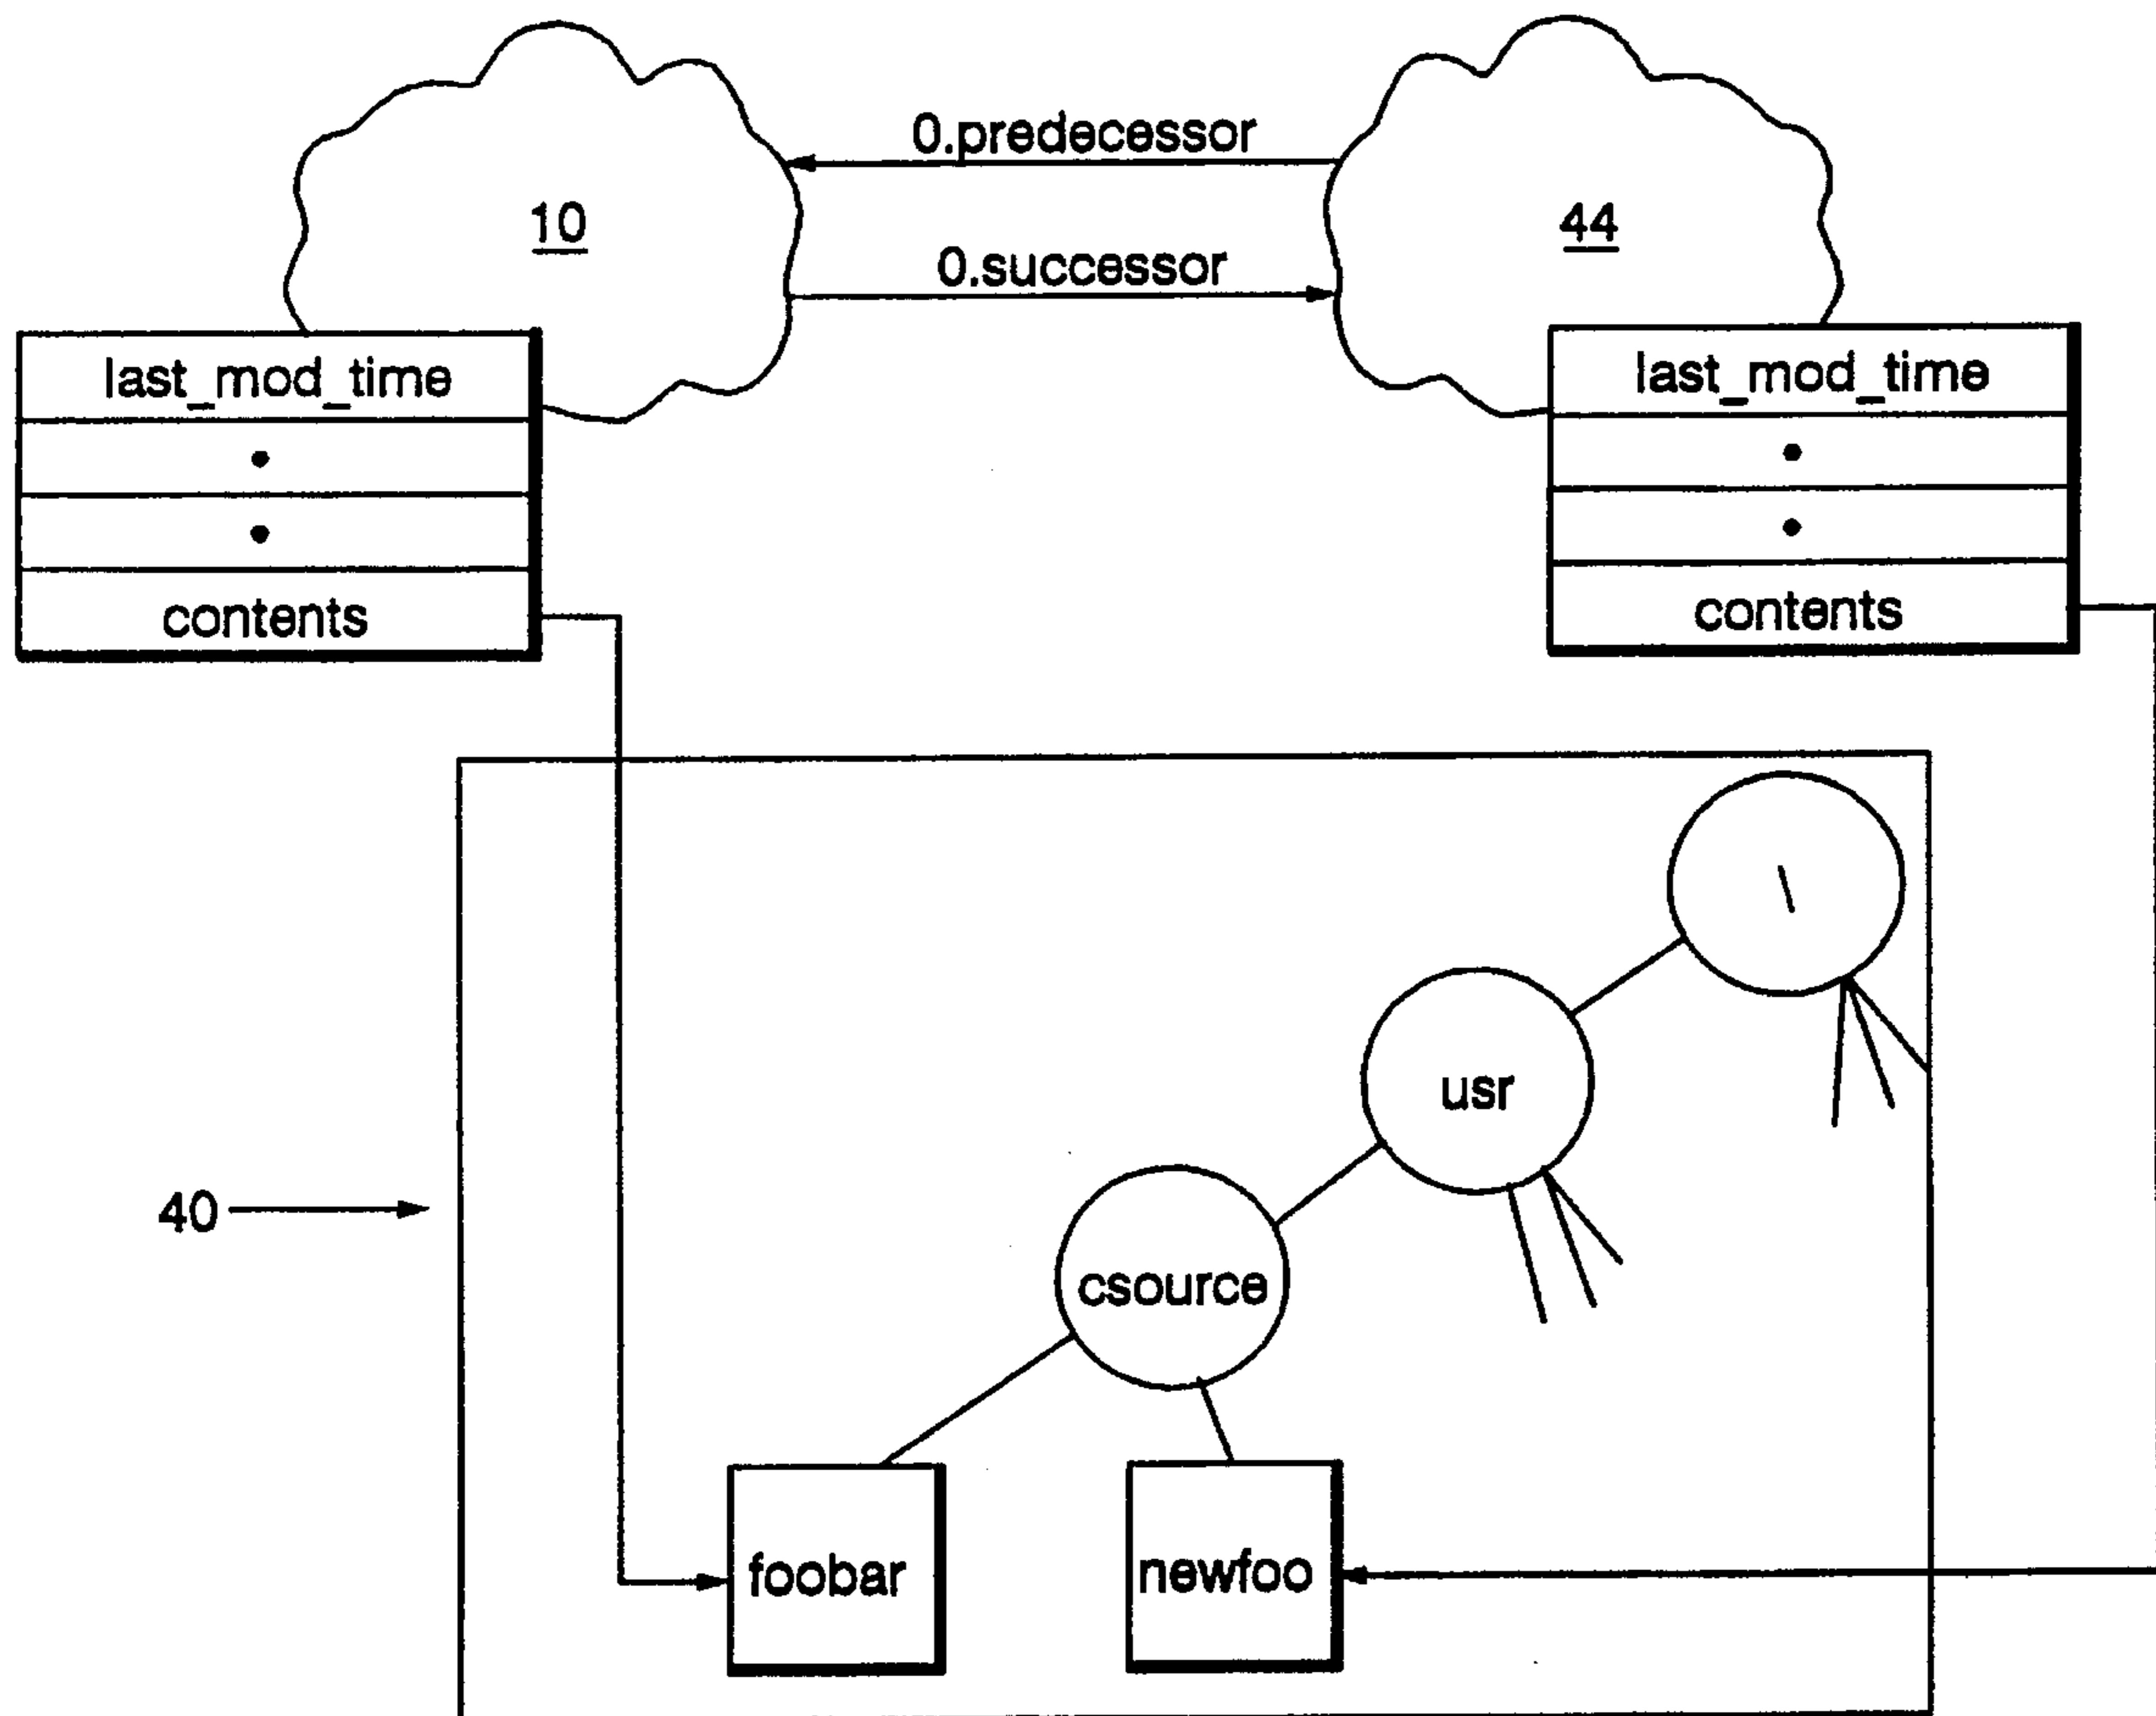 0.predecessor
10
44
0.successor
last_mod_time
last_mod_time
contents
contents
\
usr
40
csource
foobar
newfoo